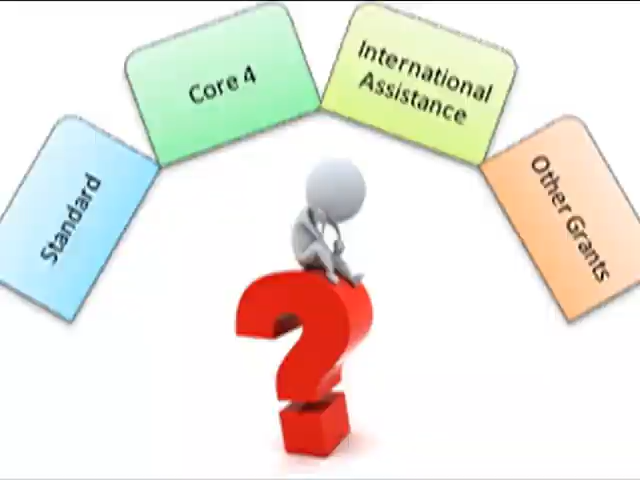 Standard
Core 4
International
Assistance
Other Grants